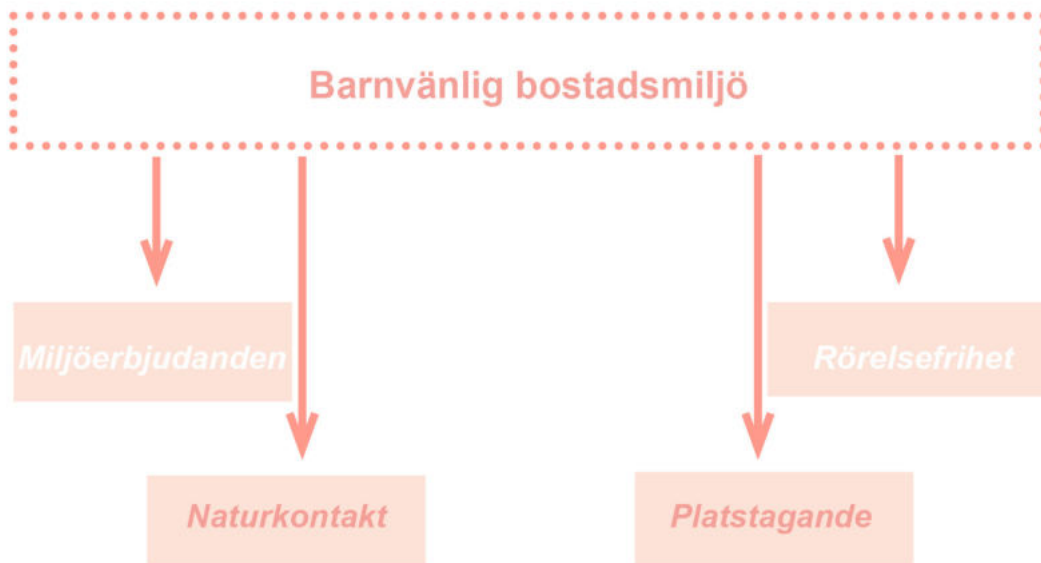 Barnvänlig bostadsmiljö
Miljöerbjudanden
Rörelsefrihet
Naturkontakt
Platstagande